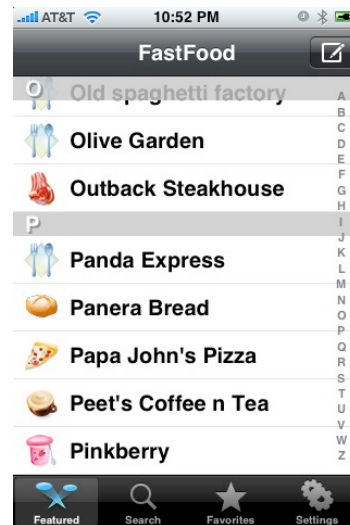 AT&T 10:52 PM
FastFood
O
Old spaghetti factory
Olive Garden
Outback Steakhouse
P
Panda Express
Panera Bread
Papa John's Pizza
Peet's Coffee n Tea
Pinkberry
A
B
C
D
E
F
G
H
I
J
K
L
M
N
O
P
Q
R
S
T
U
V
W
Z
Featured Search Favorites Settings